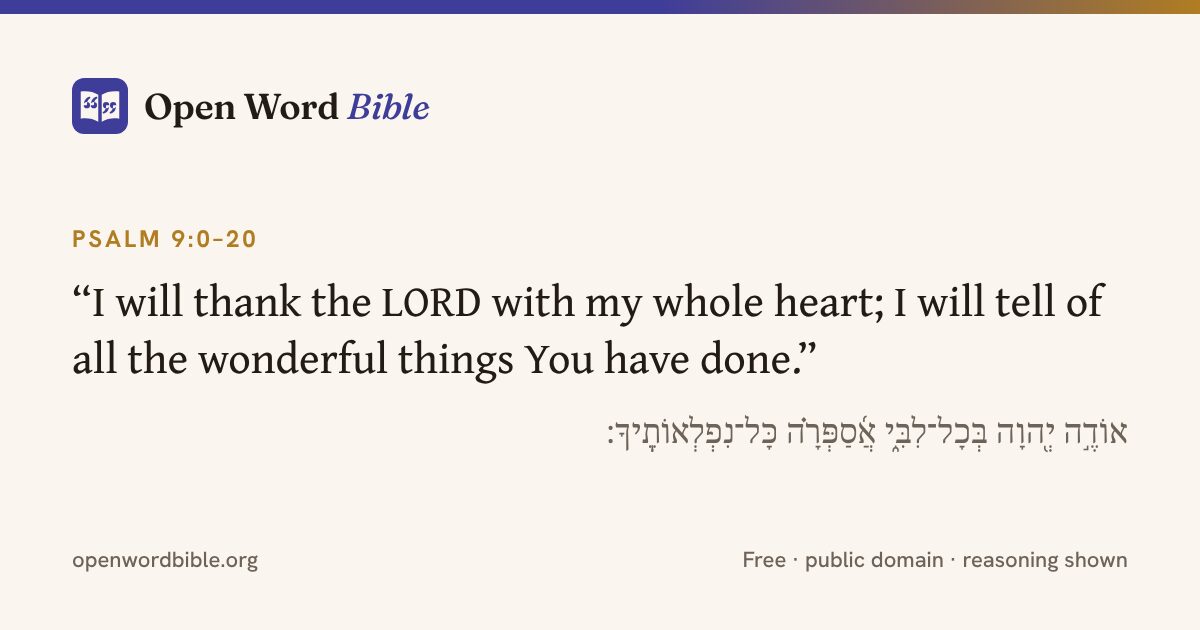 Open Word Bible
PSALM 9:0–20
“I will thank the LORD with my whole heart; I will tell of
all the wonderful things You have done.”
אוֹדֶ֣ה יְ֭הוָה בְּכָל־לִבִּ֑י אֲ֝סַפְּרָ֗ה כָּל־נִפְלְאוֹתֶֽיךָ׃
openwordbible.org
Free · public domain · reasoning shown